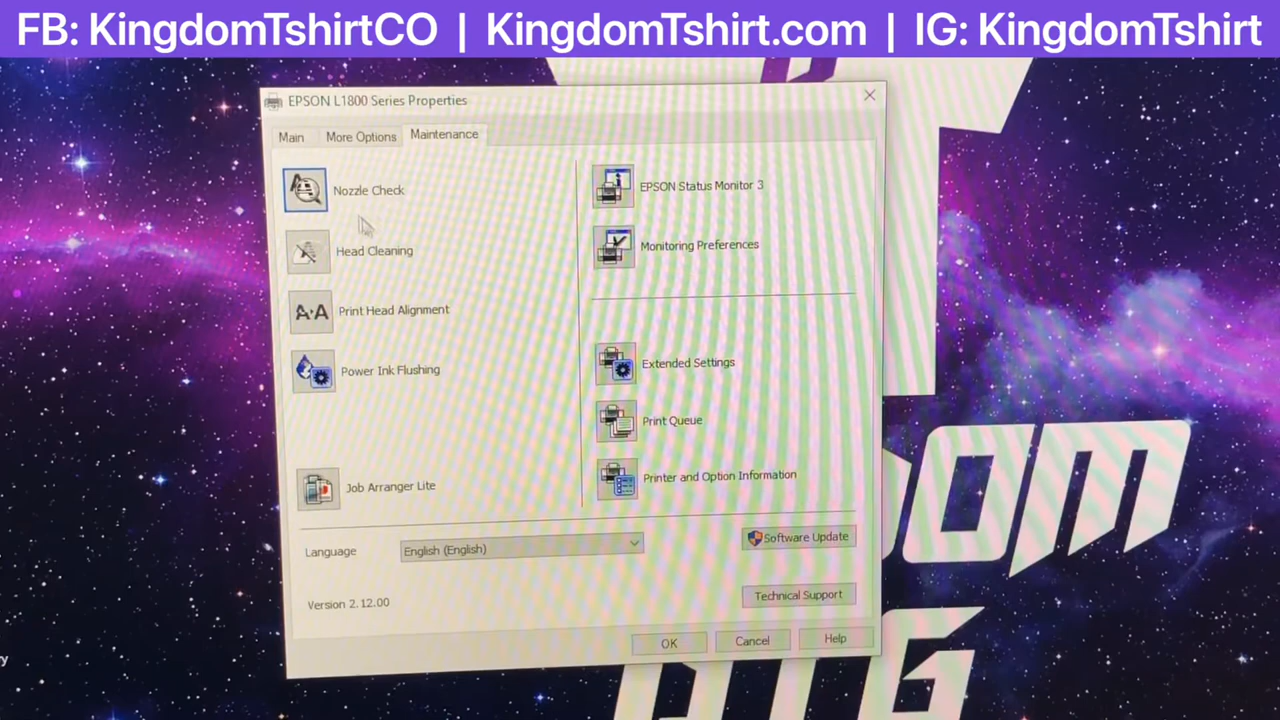 FB: KingdomTshirtCO | KingdomTshirt.com | IG: KingdomTshirt
EPSON L1800 Series Properties
Main
More Options
Maintenance
Nozzle Check
Head Cleaning
A·A Print Head Alignment
Power Ink Flushing
Job Arranger Lite
EPSON Status Monitor 3
Monitoring Preferences
Extended Settings
Print Queue
Printer and Option Information
Language
English (English)
Software Update
Version 2.12.00
Technical Support
OK
Cancel
Help